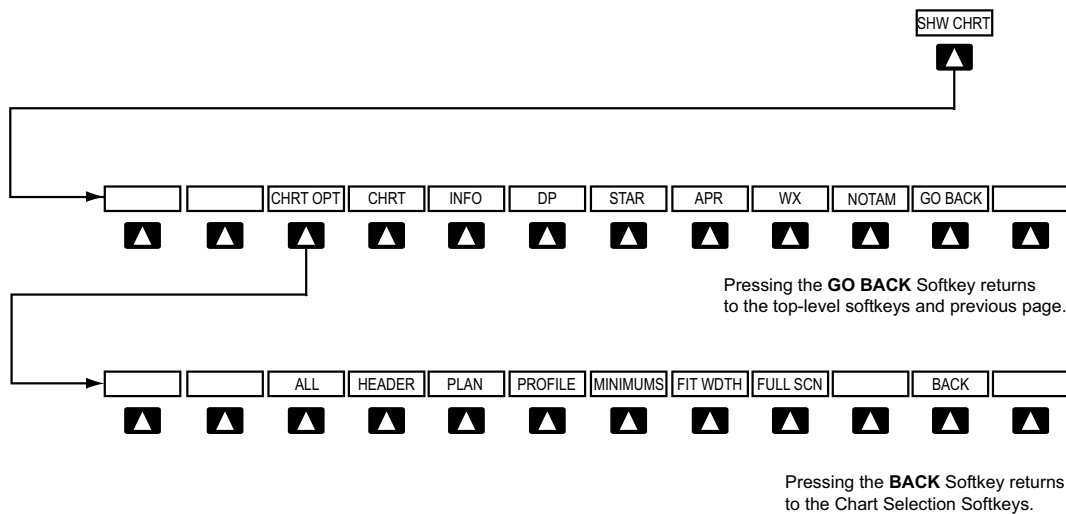 SHW CHRT
CHRT OPT CHRT INFO DP STAR APR WX NOTAM GO BACK
Pressing the GO BACK Softkey returns
to the top-level softkeys and previous page.
ALL HEADER PLAN PROFILE MINIMUMS FIT WDTH FULL SCN BACK
Pressing the BACK Softkey returns
to the Chart Selection Softkeys.